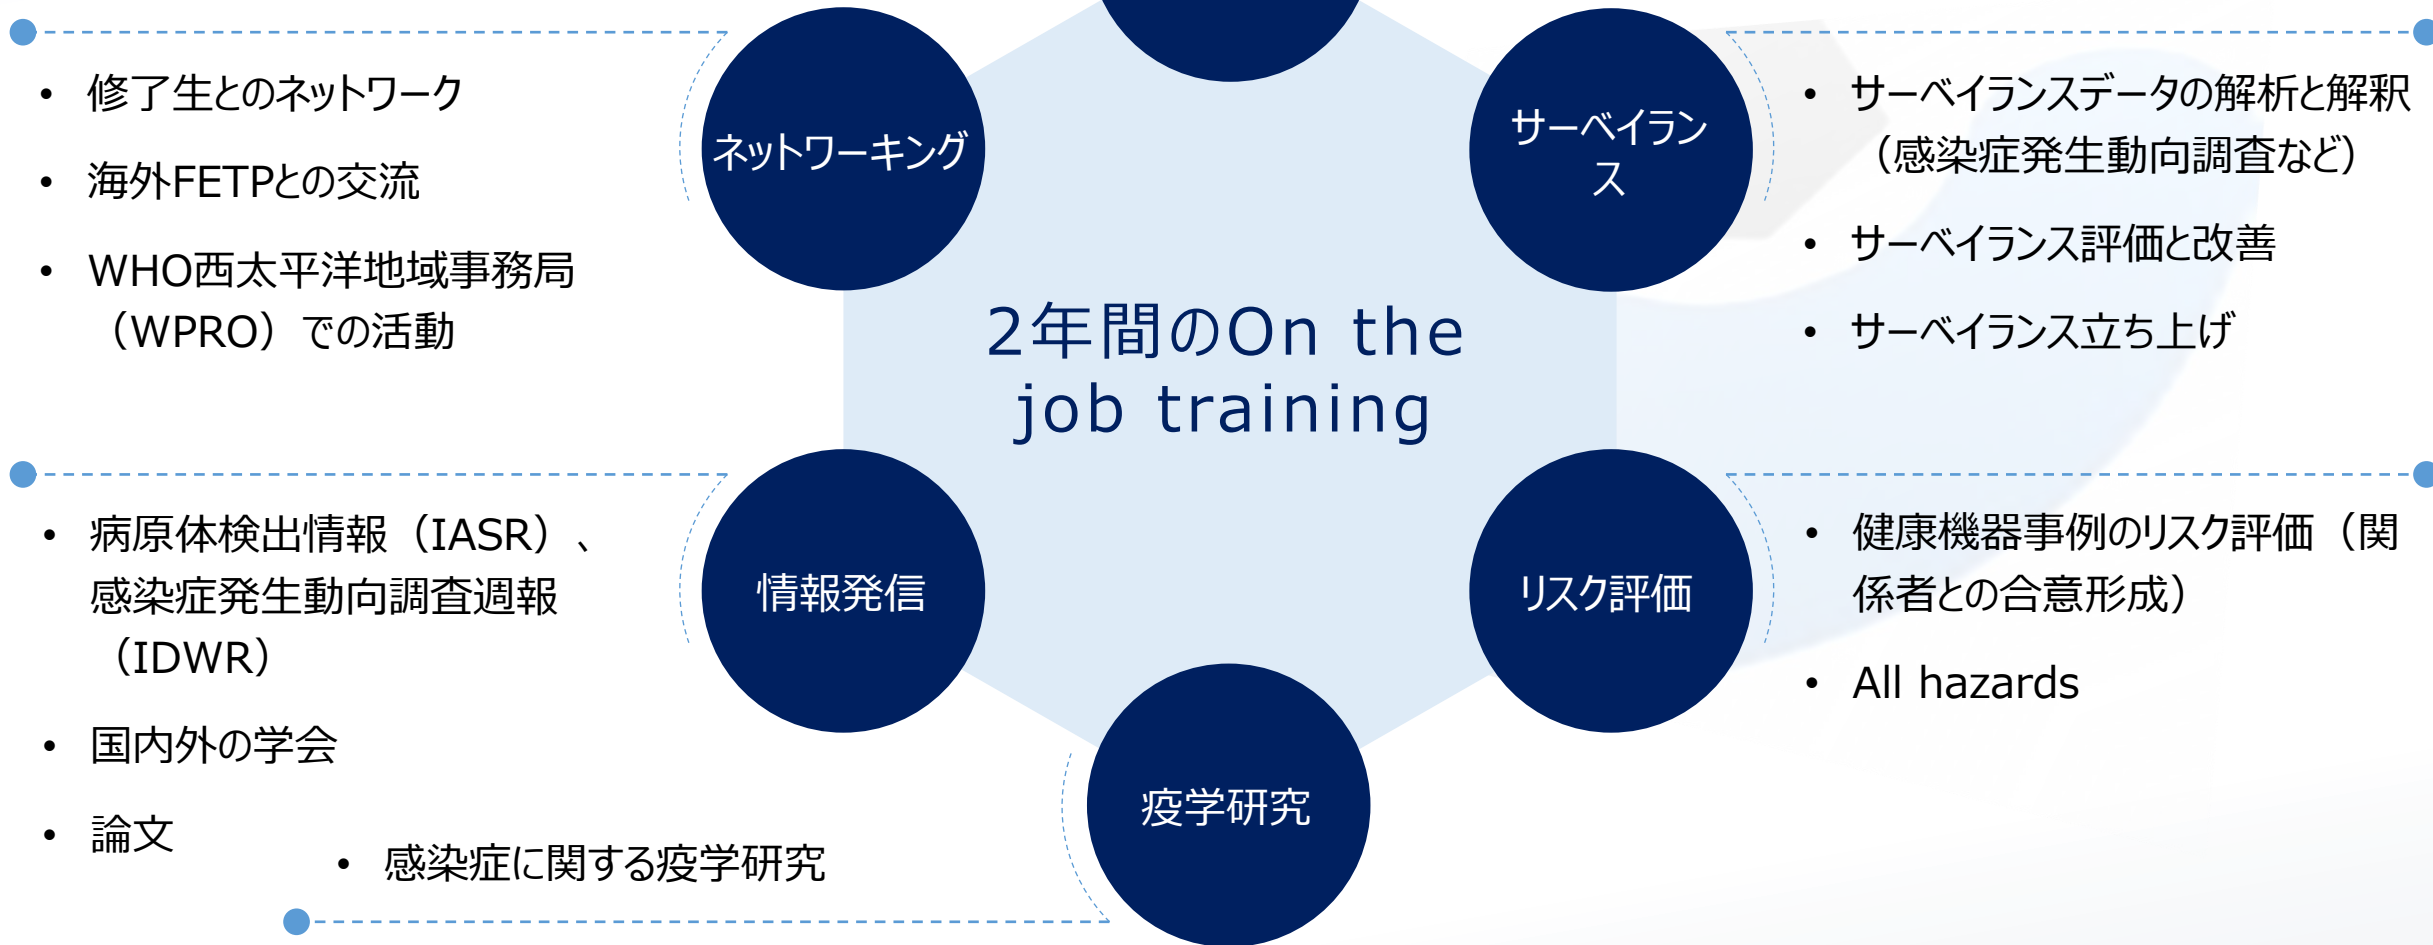 ネットワーキング
• 修了生とのネットワーク
• 海外FETPとの交流
• WHO西太平洋地域事務局
（WPRO）での活動
サーベイラン
ス
• サーベイランスデータの解析と解釈
（感染症発生動向調査など）
• サーベイランス評価と改善
• サーベイランス立ち上げ
2年間のOn the
job training
情報発信
• 病原体検出情報（IASR）、
感染症発生動向調査週報
（IDWR）
• 国内外の学会
• 論文
リスク評価
• 健康機器事例のリスク評価（関
係者との合意形成）
• All hazards
疫学研究
• 感染症に関する疫学研究